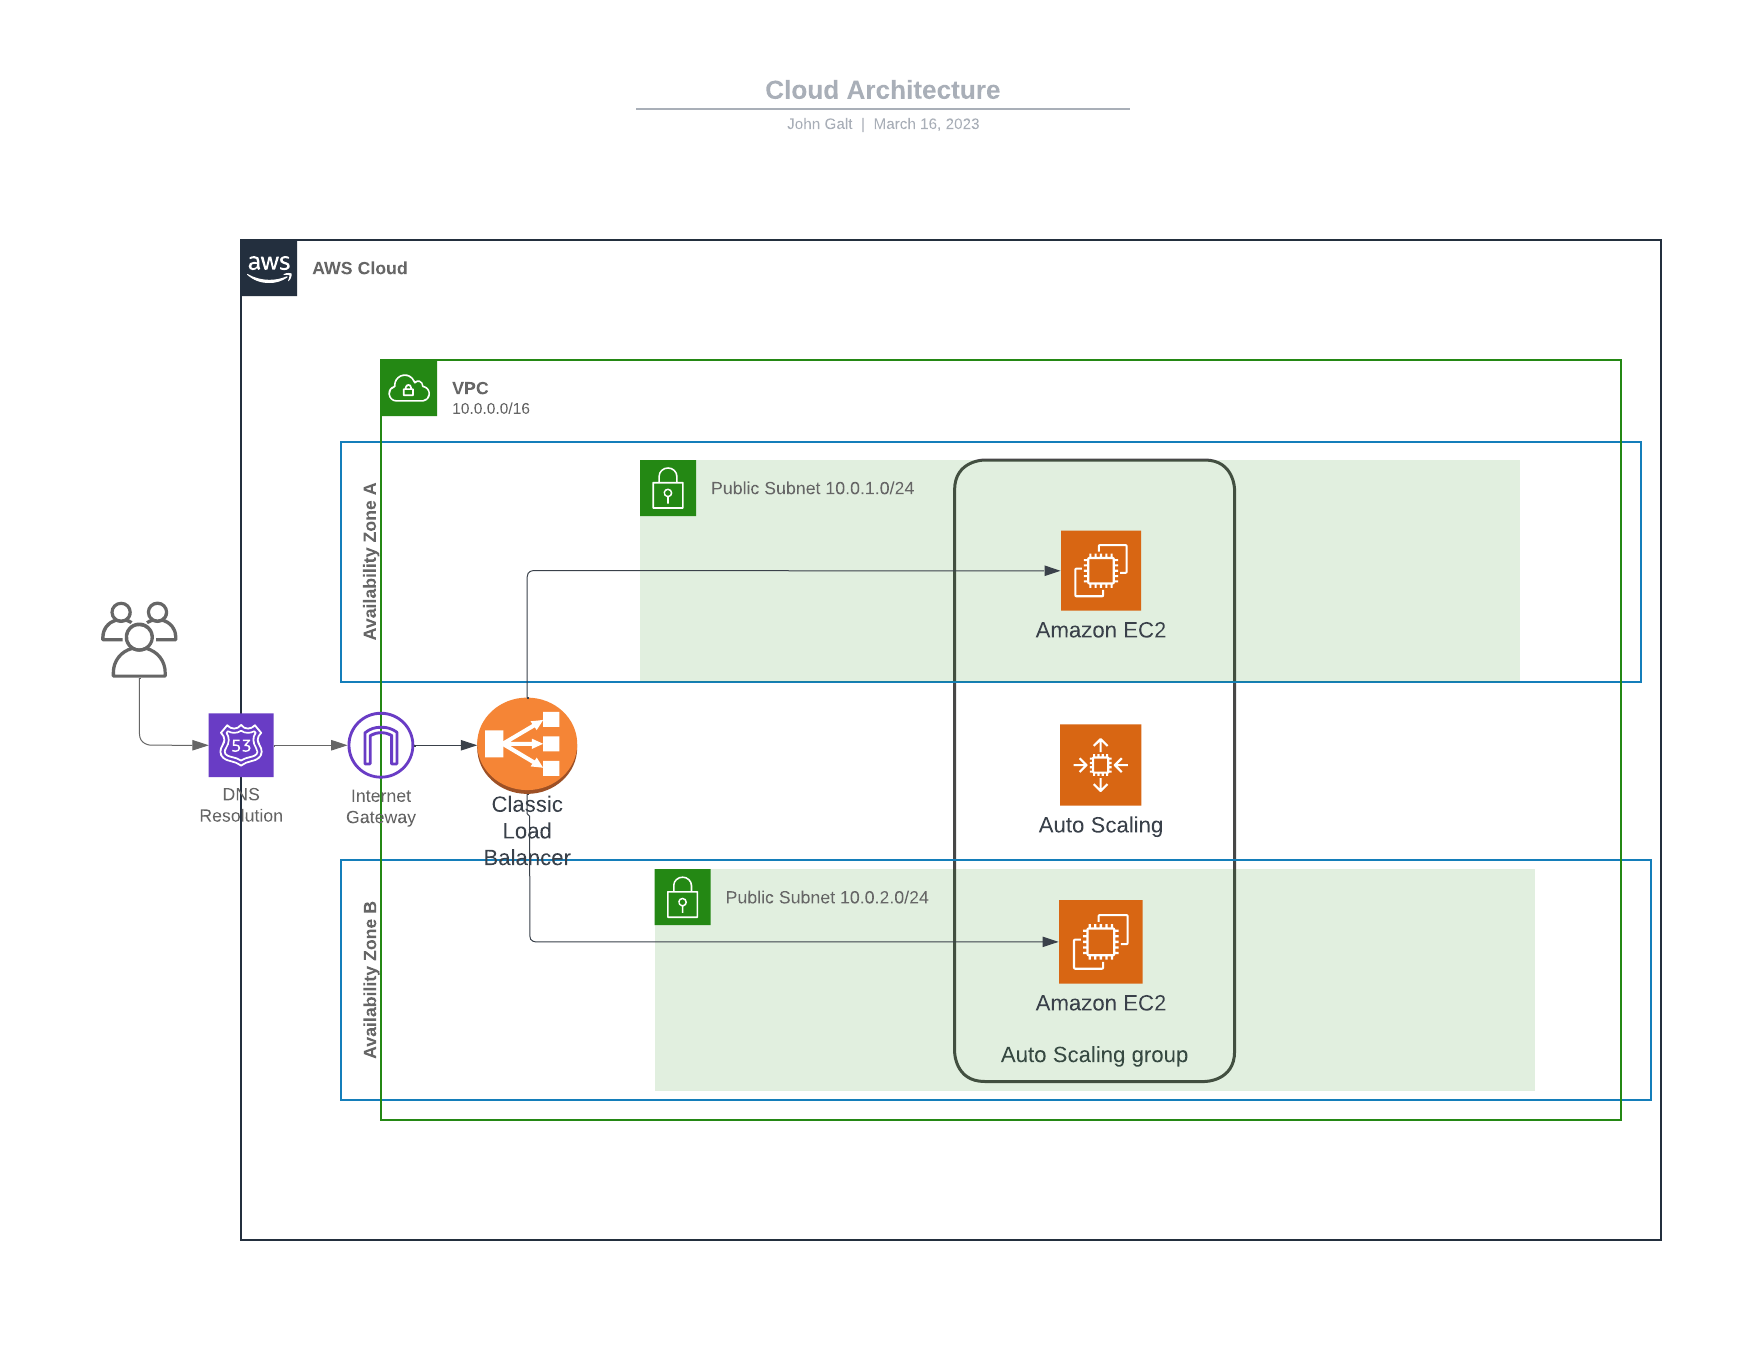 Cloud Architecture
John Galt | March 16, 2023
aws
AWS Cloud
VPC
10.0.0.0/16
Availability Zone A
Public Subnet 10.0.1.0/24
Amazon EC2
53
DNS
Resolution
Internet
Gateway
Classic
Load
Balancer
Auto Scaling
Availability Zone B
Public Subnet 10.0.2.0/24
Amazon EC2
Auto Scaling group